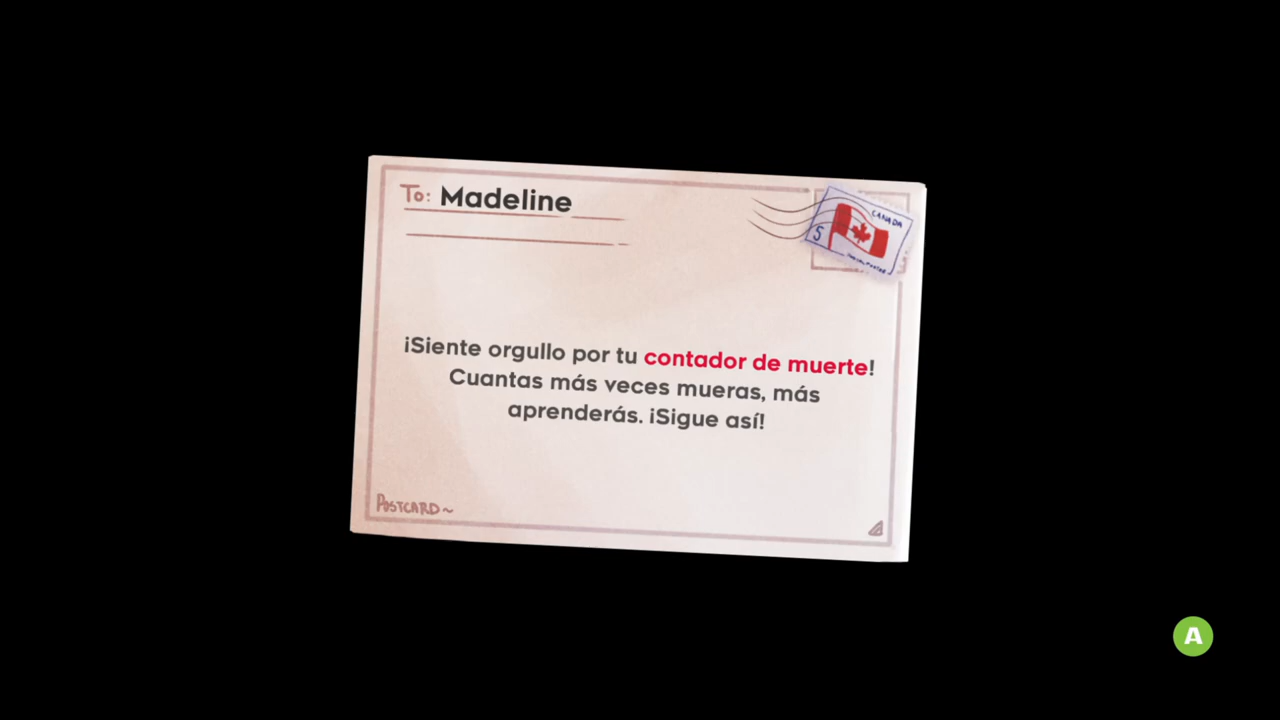 To: Madeline
CANADA
5
¡Siente orgullo por tu contador de muerte!
Cuantas más veces mueras, más
aprenderás. ¡Sigue así!
POSTCARD~
A